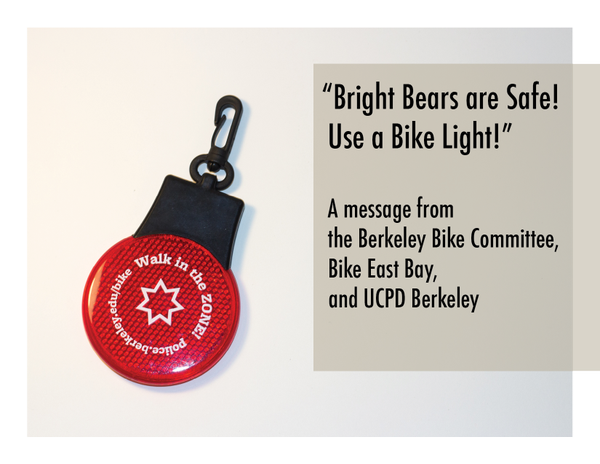 Walk in the ZONE!
police.berkeley.edu/bike
“Bright Bears are Safe!
Use a Bike Light!”
A message from
the Berkeley Bike Committee,
Bike East Bay,
and UCPD Berkeley